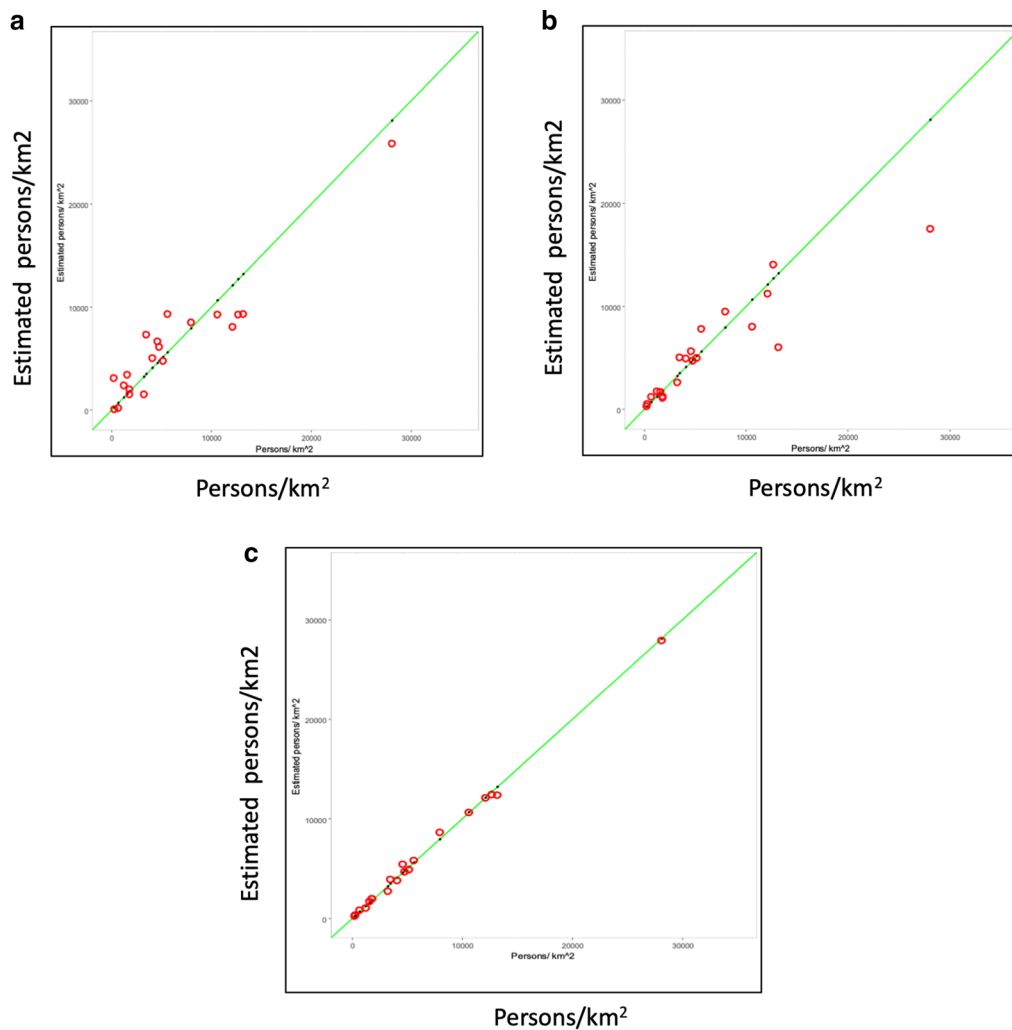 a
Estimated persons/km2
Estimated persons/ km^2
30000
20000
10000
0
0 10000 20000 30000
Persons/ km^2
Persons/km²
b
Estimated persons/km2
Estimated persons/ km^2
30000
20000
10000
0
0 10000 20000 30000
Persons/ km^2
Persons/km²
c
Estimated persons/km2
Estimated persons/ km^2
30000
20000
10000
0
0 10000 20000 30000
Persons/ km^2
Persons/km²